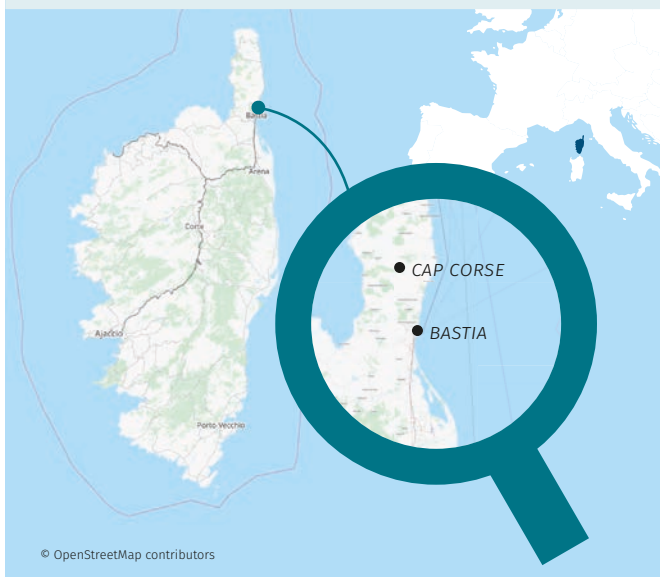 Bastia
Arena
Corte
Ajaccio
Porto Vecchio
CAP CORSE
BASTIA
© OpenStreetMap contributors